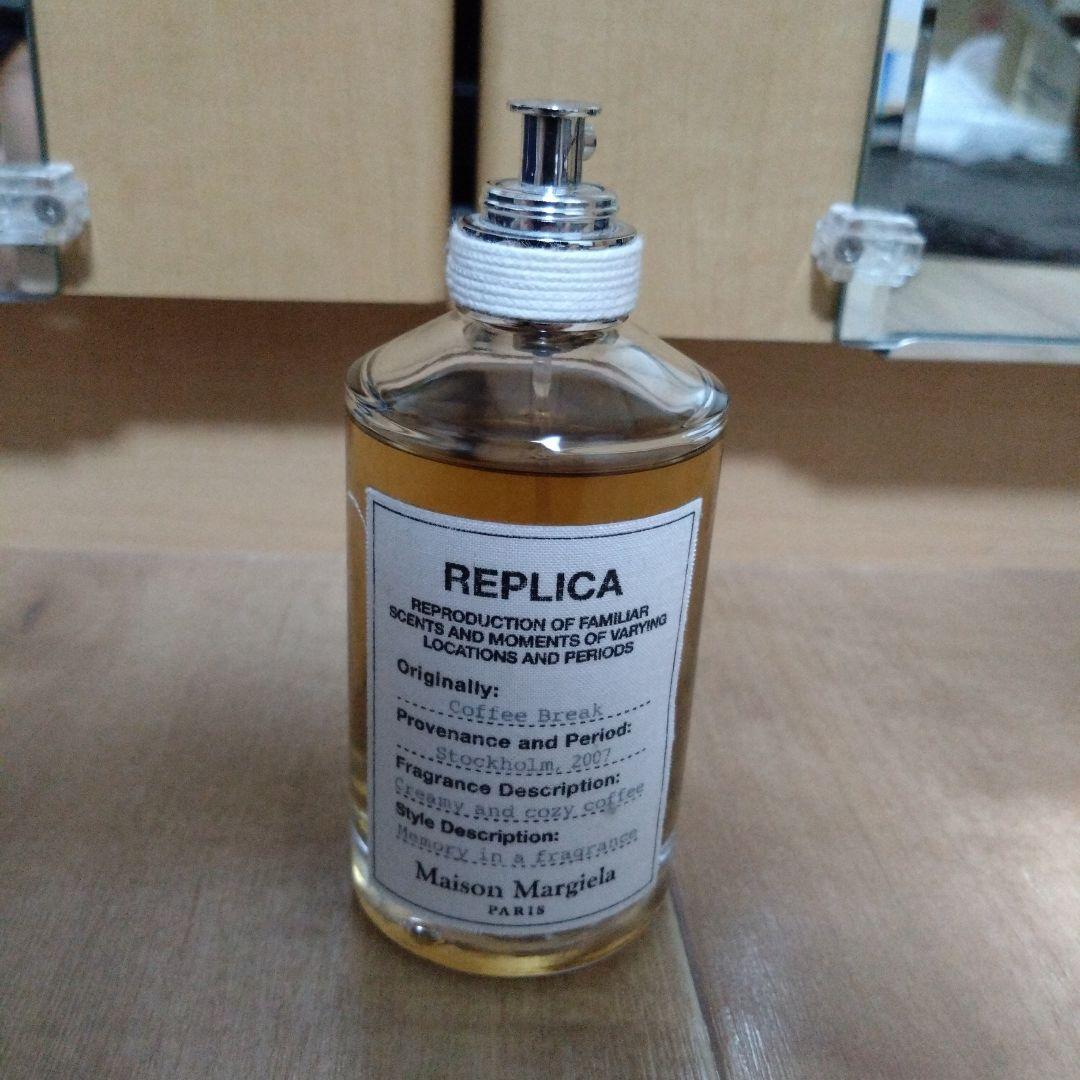 REPLICA
REPRODUCTION OF FAMILIAR
SCENTS AND MOMENTS OF VARYING
LOCATIONS AND PERIODS
Originally:
Coffee Break
Provenance and Period:
Stockholm, 2007
Fragrance Description:
Creamy and cozy coffee
Style Description:
Memory in a fragrance
Maison Margiela
PARIS